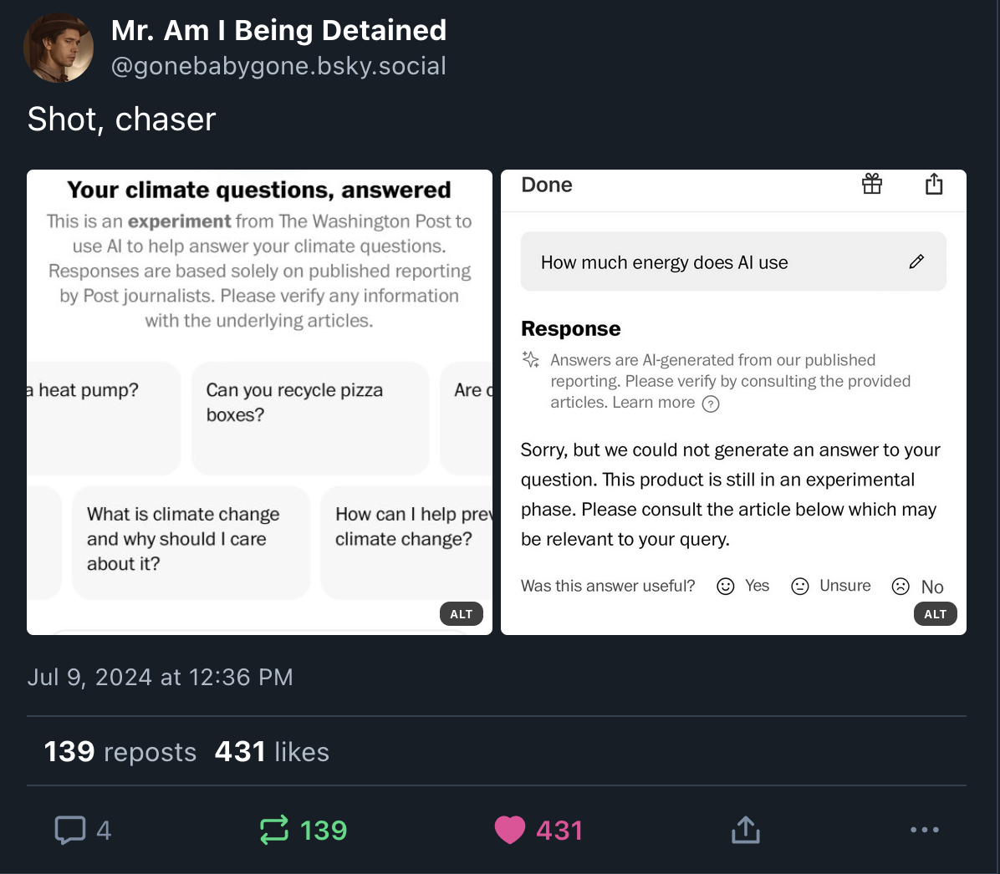 Mr. Am I Being Detained
@gonebabygone.bsky.social
Shot, chaser
Your climate questions, answered
This is an experiment from The Washington Post to
use AI to help answer your climate questions.
Responses are based solely on published reporting
by Post journalists. Please verify any information
with the underlying articles.
a heat pump?
Can you recycle pizza
boxes?
Are
What is climate change
and why should I care
about it?
How can I help prev
climate change?
ALT
Done
How much energy does AI use
Response
Answers are AI-generated from our published
reporting. Please verify by consulting the provided
articles. Learn more ?
Sorry, but we could not generate an answer to your
question. This product is still in an experimental
phase. Please consult the article below which may
be relevant to your query.
Was this answer useful? Yes Unsure No
ALT
Jul 9, 2024 at 12:36 PM
139 reposts 431 likes
4 139 431